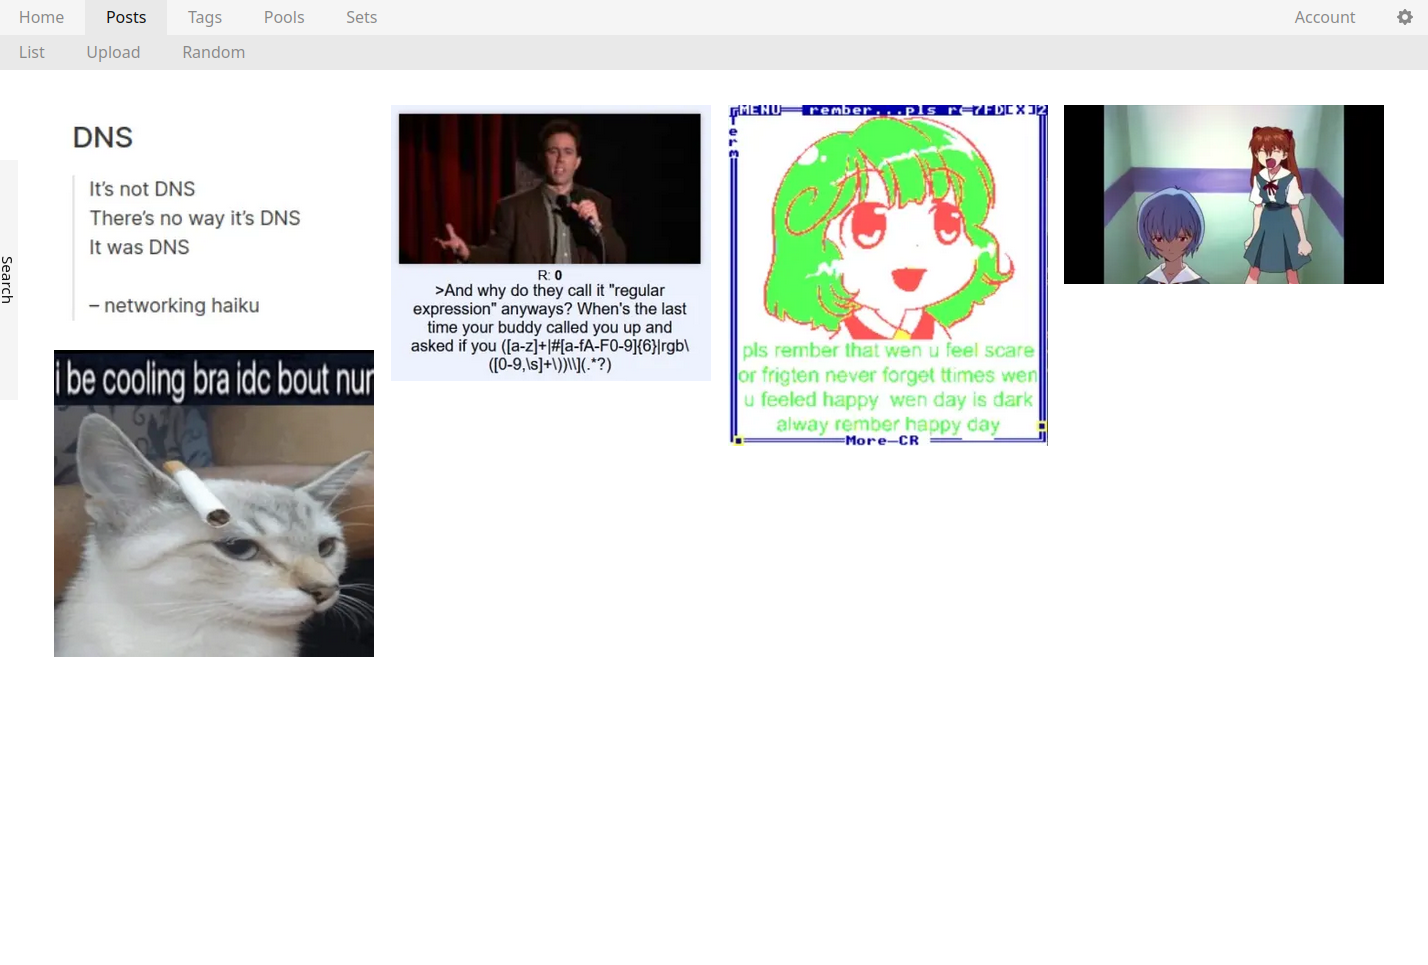 Home Posts Tags Pools Sets Account
List Upload Random
Search
DNS
It's not DNS
There's no way it's DNS
It was DNS
– networking haiku
i be cooling bra idc bout nun
R: 0
>And why do they call it "regular
expression" anyways? When's the last
time your buddy called you up and
asked if you ([a-z]+|#[a-fA-F0-9]{6}|rgb\
([0-9,\s]+\))\\](.*?)
MENU rember...pls r=7FD[X]2
Term
pls rember that wen u feel scare
or frigten never forget ttimes wen
u feeled happy wen day is dark
alway rember happy day
More—CR